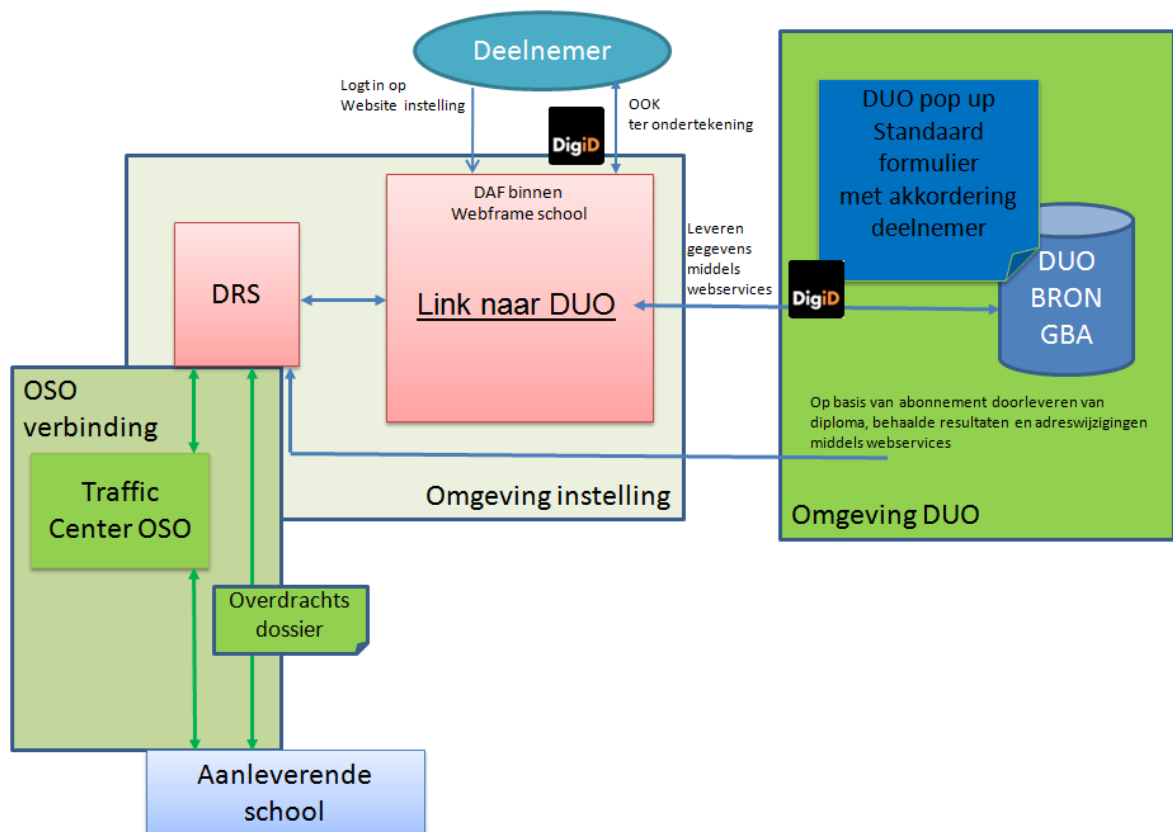 Deelnemer
Logt in op
Website instelling
DigiD
OOK
ter ondertekening
DUO pop up
Standaard
formulier
met akkordering
deelnemer
DAF binnen
Webframe school
Link naar DUO
DRS
Leveren
gegevens
middels
webservices
DigiD
DUO
BRON
GBA
OSO
verbinding
Op basis van abonnement doorleveren van
diploma, behaalde resultaten en adreswijzigingen
middels webservices
Traffic
Center OSO
Omgeving instelling
Omgeving DUO
Overdrachts
dossier
Aanleverende
school